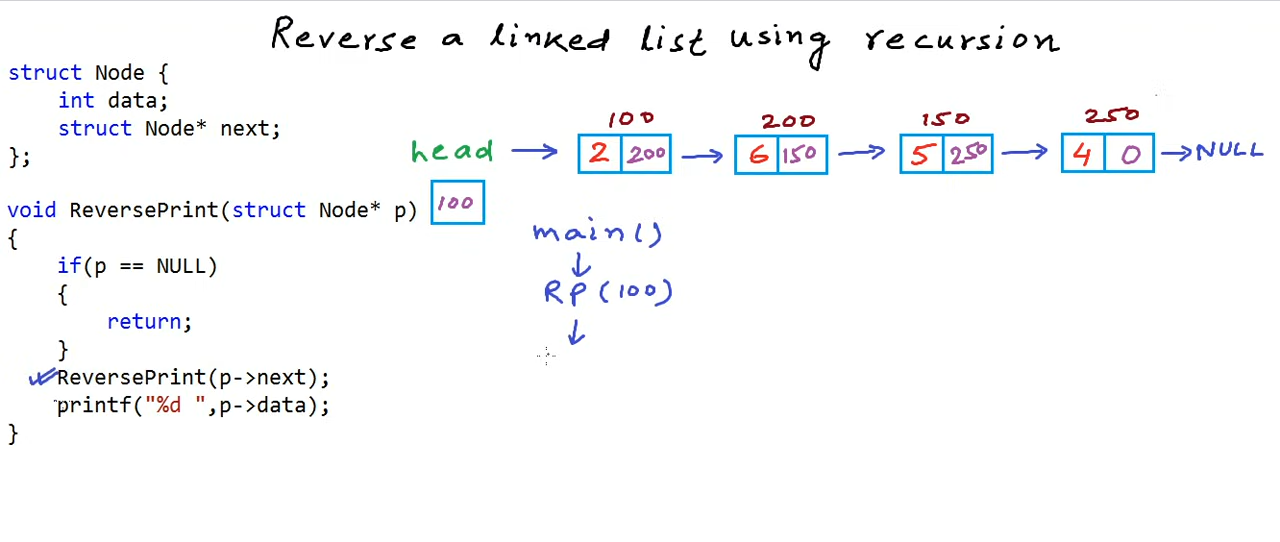 Reverse a linked list using recursion
struct Node {
int data;
struct Node* next;
};
100 200 150 250
head → 2 200 → 6 150 → 5 250 → 4 0 → NULL
100
void ReversePrint(struct Node* p)
{
if(p == NULL)
{
return;
}
ReversePrint(p->next);
printf("%d ",p->data);
}
main()
↓
RP (100)
↓